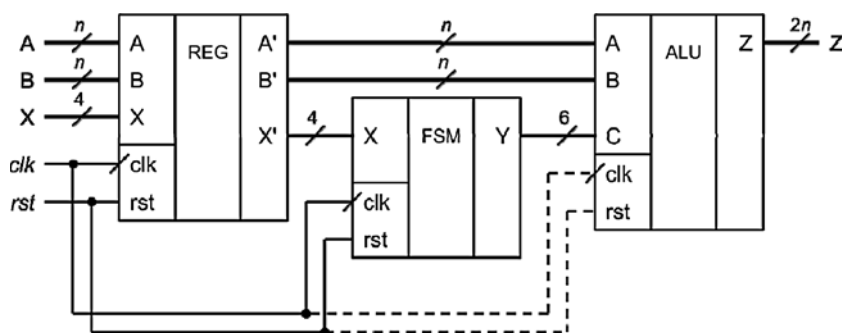 n n 2n
A A REG A' A ALU Z Z
n n
B B B' B
4 4 6
X X X' X FSM Y C
clk clk clk clk
rst rst rst rst